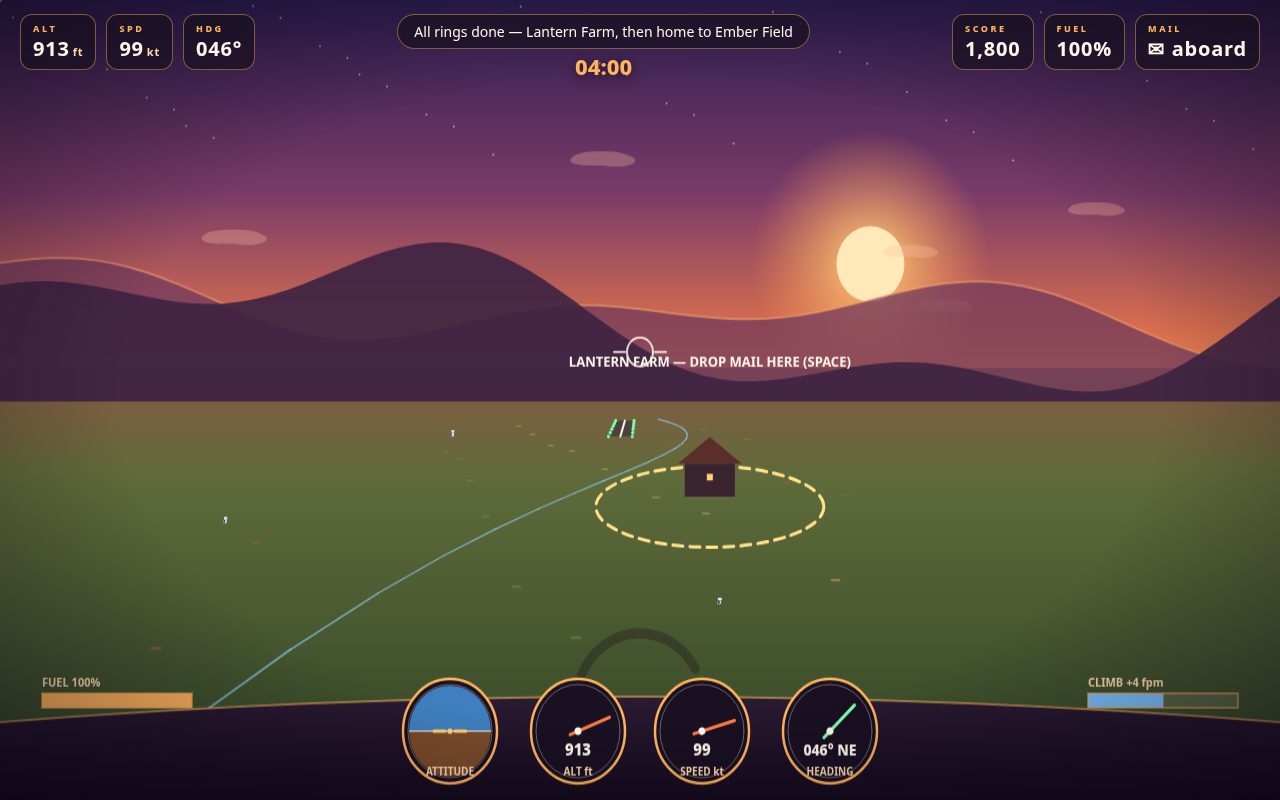 ALT
913 ft
SPD
99 kt
HDG
046°
All rings done — Lantern Farm, then home to Ember Field
04:00
SCORE
1,800
FUEL
100%
MAIL
✉ aboard
LANTERN FARM — DROP MAIL HERE (SPACE)
FUEL 100%
CLIMB +4 fpm
ATTITUDE
913
ALT ft
99
SPEED kt
046° NE
HEADING